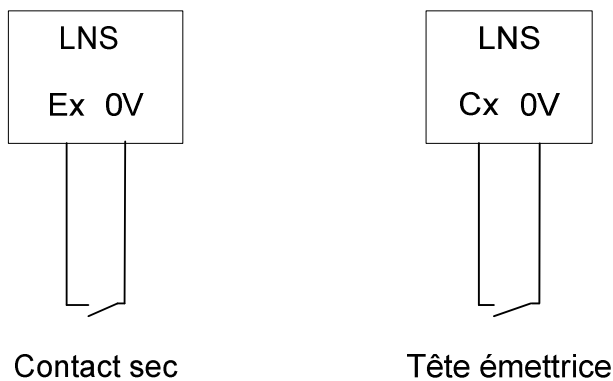 LNS
Ex 0V
Contact sec
LNS
Cx 0V
Tête émettrice